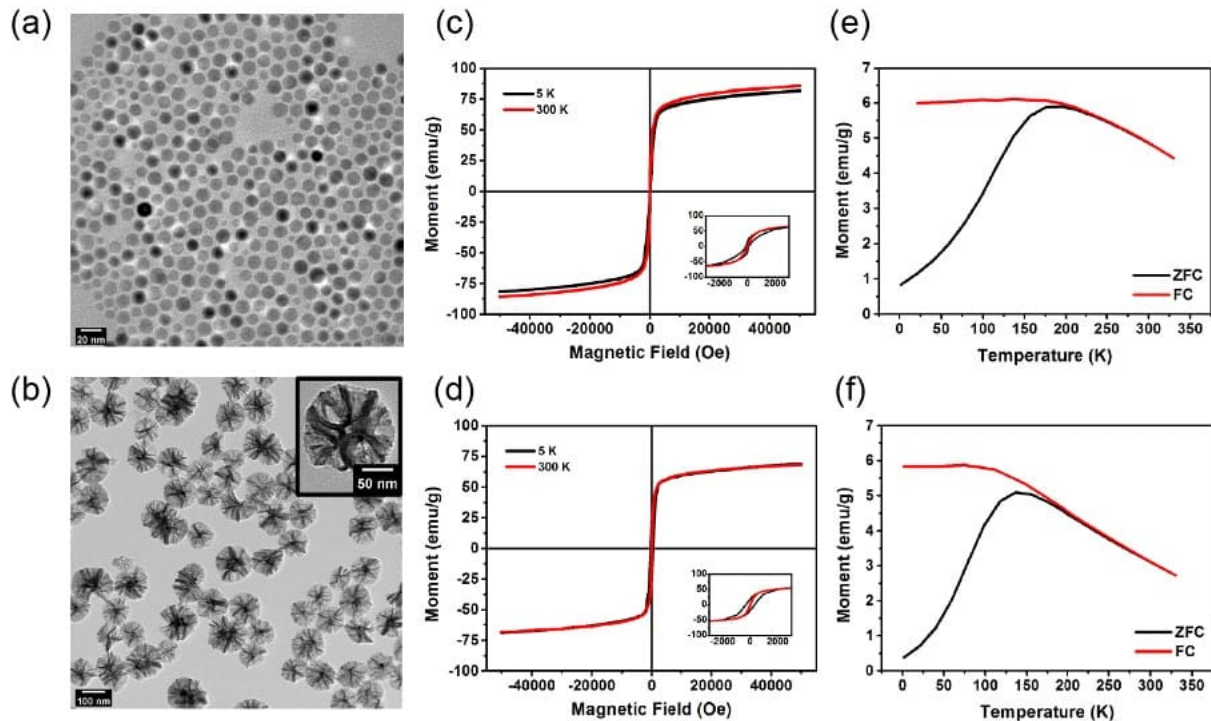 (a)
20 nm
(b)
50 nm
100 nm
(c)
Moment (emu/g)
100
75
50
25
0
-25
-50
-75
-100
5 K
300 K
100
50
0
-50
-100
-2000 0 2000
-40000 -20000 0 20000 40000
Magnetic Field (Oe)
(d)
Moment (emu/g)
100
75
50
25
0
-25
-50
-75
-100
5 K
300 K
100
50
0
-50
-100
-2000 0 2000
-40000 -20000 0 20000 40000
Magnetic Field (Oe)
(e)
Moment (emu/g)
7
6
5
4
3
2
1
0
ZFC
FC
0 50 100 150 200 250 300 350
Temperature (K)
(f)
Moment (emu/g)
7
6
5
4
3
2
1
0
ZFC
FC
0 50 100 150 200 250 300 350
Temperature (K)